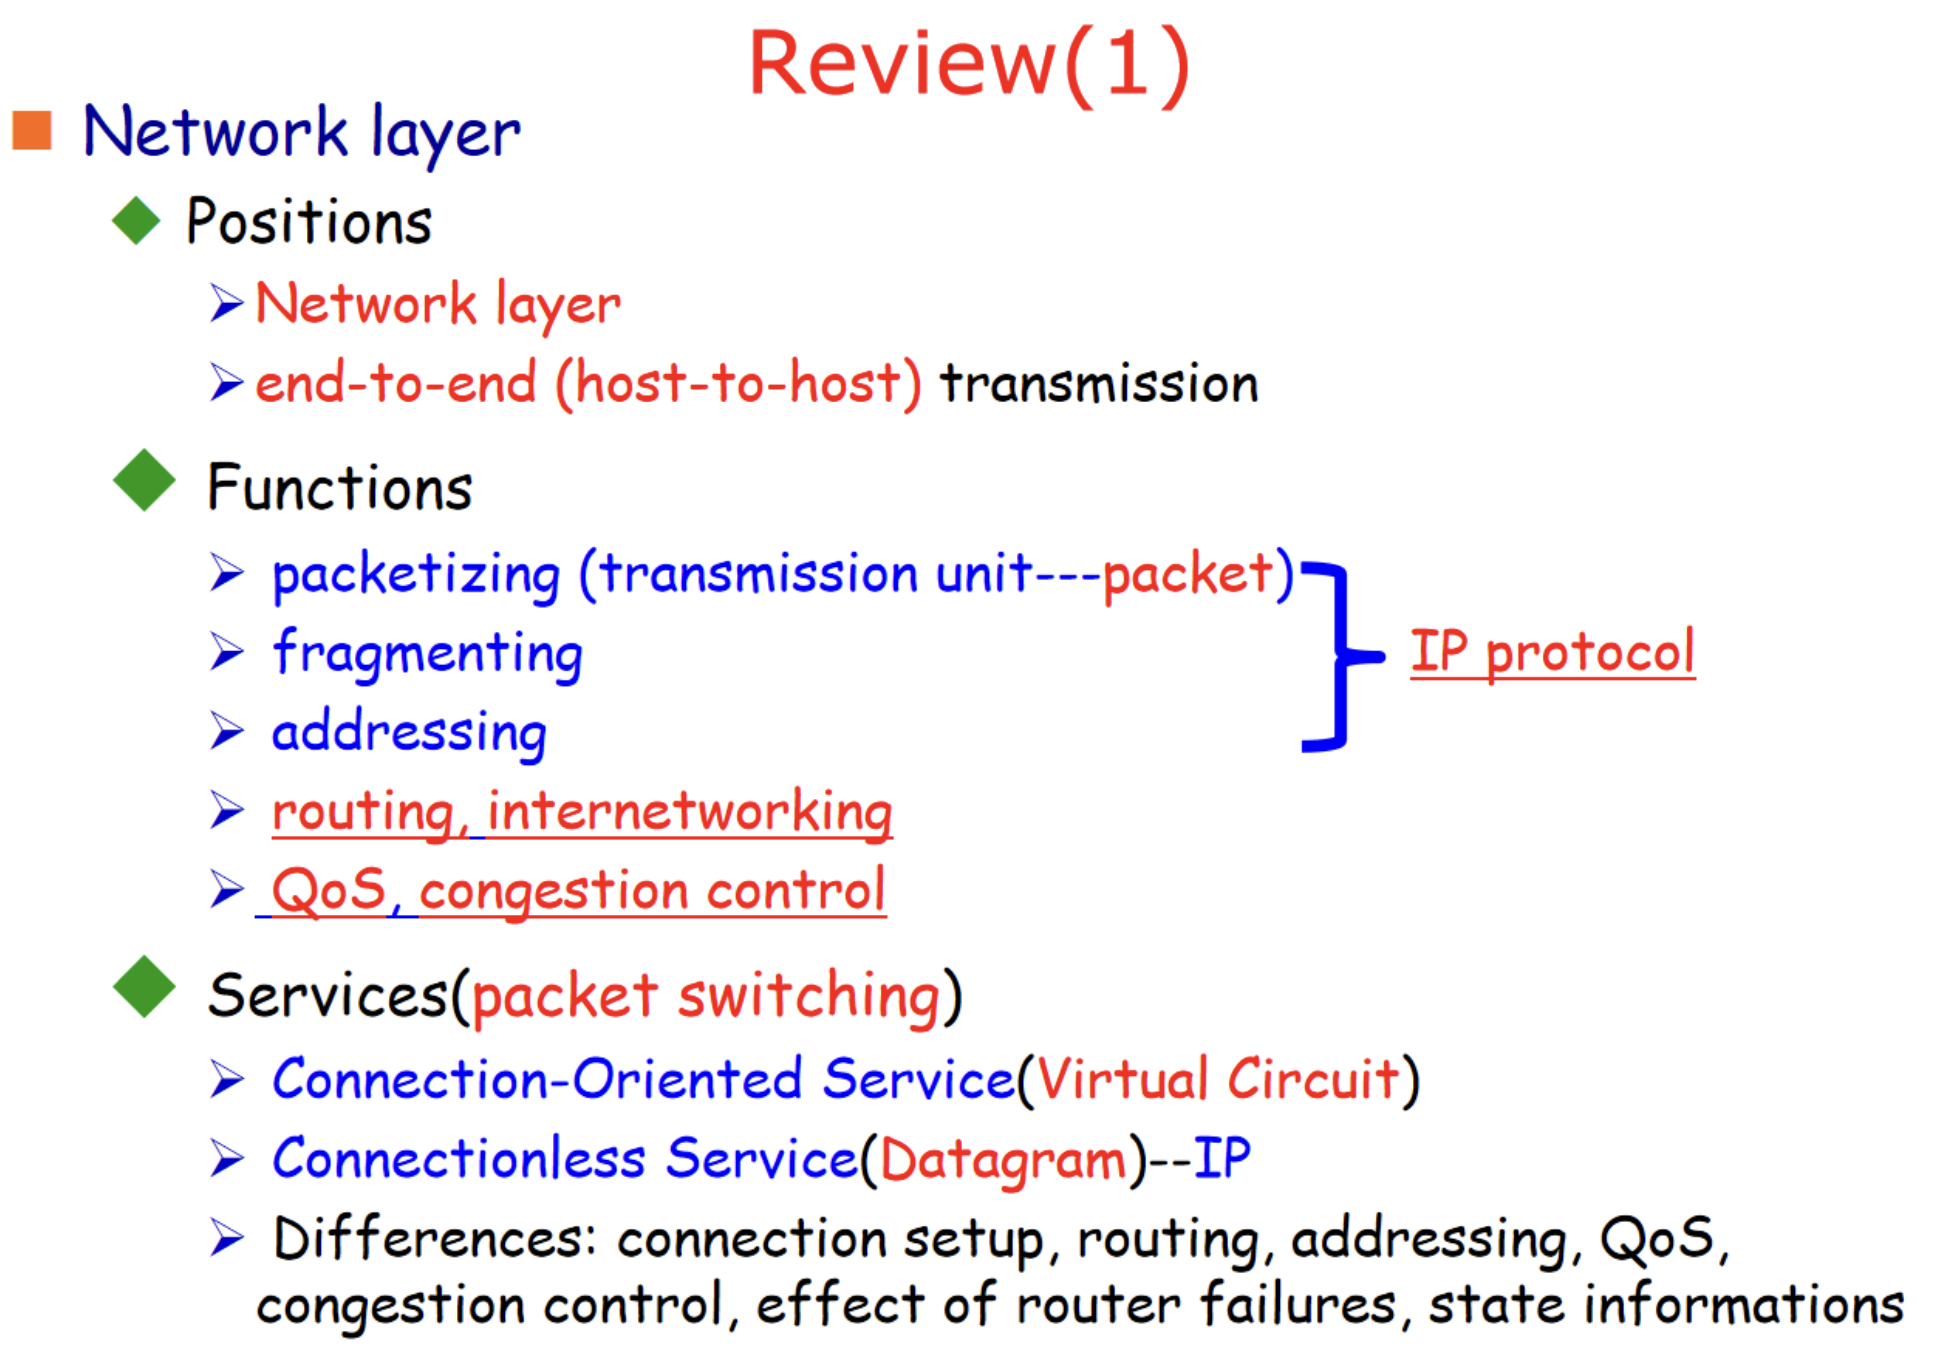 Review(1)
Network layer
Positions
Network layer
end-to-end (host-to-host) transmission
Functions
packetizing (transmission unit---packet)
fragmenting
IP protocol
addressing
routing, internetworking
QoS, congestion control
Services(packet switching)
Connection-Oriented Service(Virtual Circuit)
Connectionless Service(Datagram)--IP
Differences: connection setup, routing, addressing, QoS,
congestion control, effect of router failures, state informations